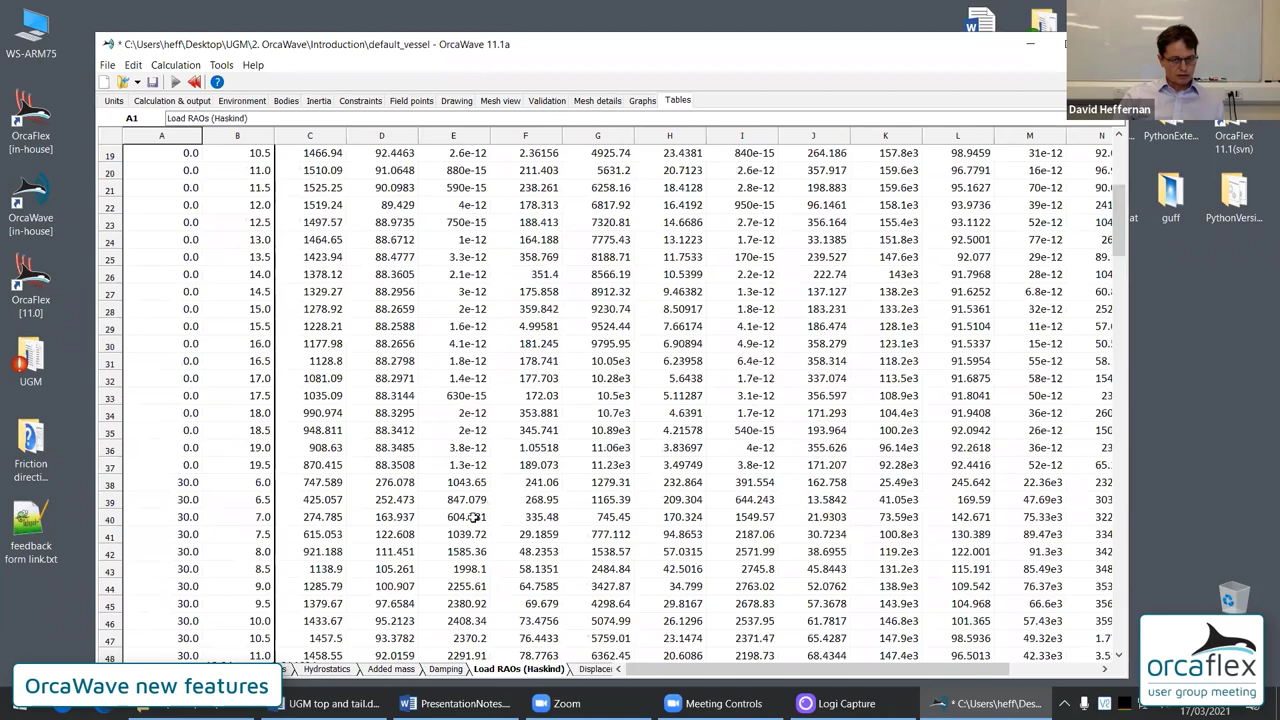 WS-ARM75
* C:\Users\heff\Desktop\UGM\2. OrcaWave\Introduction\default_vessel - OrcaWave 11.1a
File Edit Calculation Tools Help
Units Calculation & output Environment Bodies Inertia Constraints Field points Drawing Mesh view Validation Mesh details Graphs Tables
A1 Load RAOs (Haskind)
David Heffernan
A B C D E F G H I J K L M N
19 0.0 10.5 1466.94 92.4463 2.6e-12 2.36156 4925.74 23.4381 840e-15 264.186 157.8e3 98.9459 31e-12 92.
20 0.0 11.0 1510.09 91.0648 880e-15 211.403 5631.2 20.7123 2.6e-12 357.917 159.6e3 96.7791 16e-12 96.
21 0.0 11.5 1525.25 90.0983 590e-15 238.261 6258.16 18.4128 2.8e-12 198.883 159.6e3 95.1627 70e-12 90.
22 0.0 12.0 1519.24 89.429 4e-12 178.313 6817.92 16.4192 950e-15 96.1461 158.1e3 93.9736 39e-12 241
23 0.0 12.5 1497.57 88.9735 750e-15 188.413 7320.81 14.6686 2.7e-12 356.164 155.4e3 93.1122 52e-12 104
24 0.0 13.0 1464.65 88.6712 1e-12 164.188 7775.43 13.1223 1.7e-12 33.1385 151.8e3 92.5001 77e-12 26
25 0.0 13.5 1423.94 88.4777 3.3e-12 358.769 8188.71 11.7533 170e-15 239.527 147.6e3 92.077 29e-12 89.
26 0.0 14.0 1378.12 88.3605 2.1e-12 351.4 8566.19 10.5399 2.2e-12 222.74 143e3 91.7968 28e-12 104
27 0.0 14.5 1329.27 88.2956 3e-12 175.858 8912.32 9.46382 1.3e-12 137.127 138.2e3 91.6252 6.8e-12 60.
28 0.0 15.0 1278.92 88.2659 2e-12 359.842 9230.74 8.50917 1.8e-12 183.231 133.2e3 91.5361 32e-12 252
29 0.0 15.5 1228.21 88.2588 1.6e-12 4.99581 9524.44 7.66174 4.1e-12 186.474 128.1e3 91.5104 11e-12 57.
30 0.0 16.0 1177.98 88.2656 4.1e-12 181.245 9795.95 6.90894 4.9e-12 358.279 123.1e3 91.5337 15e-12 52.
31 0.0 16.5 1128.8 88.2798 1.8e-12 178.741 10.05e3 6.23958 6.4e-12 358.314 118.2e3 91.5954 55e-12 58.
32 0.0 17.0 1081.09 88.2971 1.4e-12 177.703 10.28e3 5.6438 1.7e-12 337.074 113.5e3 91.6875 12e-12 154
33 0.0 17.5 1035.09 88.3144 630e-15 172.03 10.5e3 5.11287 3.1e-12 356.597 108.9e3 91.8041 50e-12 23
34 0.0 18.0 990.974 88.3295 2e-12 353.881 10.7e3 4.6391 1.7e-12 171.293 104.4e3 91.9408 36e-12 260
35 0.0 18.5 948.811 88.3412 2e-12 345.741 10.89e3 4.21578 540e-15 193.964 100.2e3 92.0942 26e-12 50.
36 0.0 19.0 908.63 88.3485 3.8e-12 1.05518 11.06e3 3.83697 4e-12 355.626 96.14e3 92.2618 37e-12 23
37 0.0 19.5 870.415 88.3508 1.3e-12 189.073 11.23e3 3.49749 3.8e-12 171.207 92.28e3 92.4416 52e-12 65.
38 30.0 6.0 747.589 276.078 1043.65 241.06 1279.31 232.864 391.554 162.758 25.49e3 245.642 22.36e3
39 30.0 6.5 425.057 252.473 847.075 268.95 1165.39 209.304 644.243 13.5842 41.05e3 169.59 47.69e3 303
40 30.0 7.0 274.785 163.937 335.48 745.45 170.324 1549.57 21.9303 73.59e3 142.671 75.33e3 322
41 30.0 7.5 615.053 122.608 1039.72 29.1859 777.112 94.8653 2187.06 30.7234 100.8e3 130.389 89.47e3 334
42 30.0 8.0 921.188 111.451 1585.36 48.2353 1538.57 57.0315 2571.99 38.6955 119.2e3 122.001 91.3e3 342
43 30.0 8.5 1138.9 105.261 1998.1 58.1351 2484.84 42.5016 2745.8 45.8443 131.2e3 115.191 85.49e3 348
44 30.0 9.0 1285.79 100.907 2255.61 64.7585 3427.87 34.799 2763.02 52.0762 138.9e3 109.542 76.37e3 353
45 30.0 9.5 1379.67 97.6584 2380.92 69.679 4298.64 29.8167 2678.83 57.3678 143.9e3 104.968 66.6e3 356
46 30.0 10.0 1433.67 95.2123 2408.34 73.4756 5074.99 26.1296 2537.95 61.7817 146.8e3 101.365 57.43e3 358
47 30.0 10.5 1457.5 93.3782 2370.2 76.4433 5759.01 23.1474 2371.47 65.4287 147.9e3 98.5936 49.32e3 1.7
48 30.0 11.0 1458.55 92.0159 2291.91 78.7763 6358.32 20.6086 2198.73 68.4344 147.4e3 96.5013 42.33e3
Hydrostatics Added mass Damping Load RAOs (Haskind) Displace
OrcaFlex
[in-house]
OrcaWave
[in-house]
OrcaFlex
[11.0]
UGM
Friction
directi...
feedback
form link.txt
PythonExte...
OrcaFlex
11.1(svn)
at guff PythonVersi...
OrcaWave new features
orcaflex
user group meeting
UGM top and tail.d... PresentationNotes... Zoom Meeting Controls Logi Capture * C:\Users\heff\Des...
17/03/2021